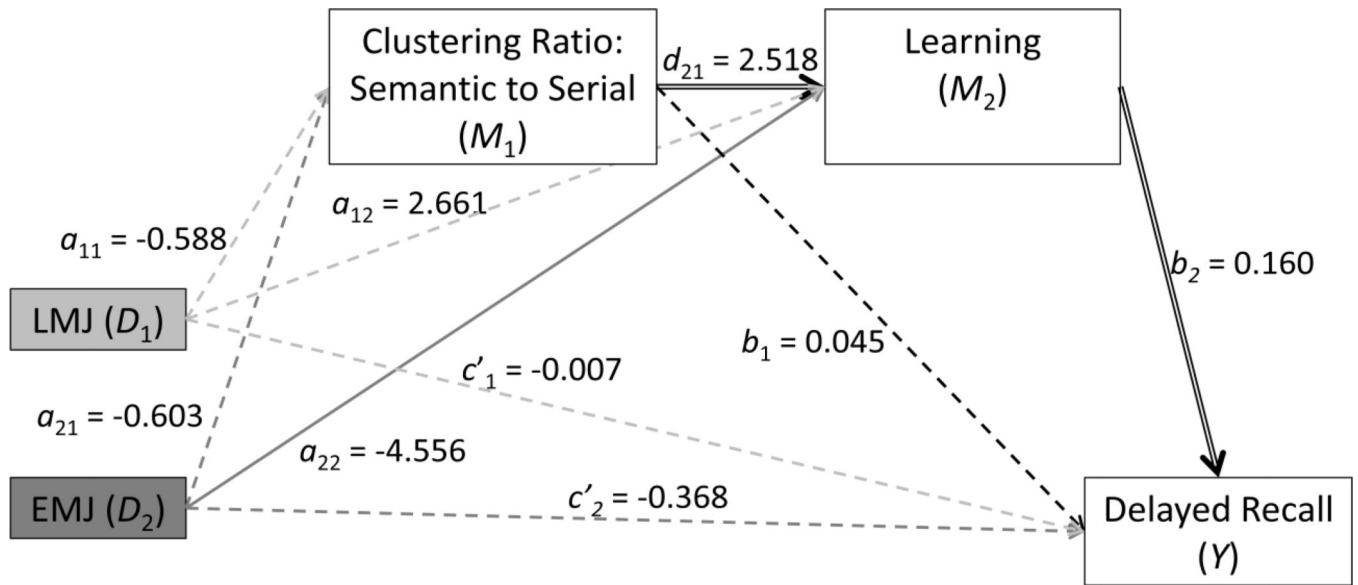 Clustering Ratio:
Semantic to Serial
(M₁)
d₂₁ = 2.518
Learning
(M₂)
a₁₂ = 2.661
a₁₁ = -0.588
b₂ = 0.160
LMJ (D₁)
b₁ = 0.045
c'₁ = -0.007
a₂₁ = -0.603
a₂₂ = -4.556
EMJ (D₂)
c'₂ = -0.368
Delayed Recall
(Y)